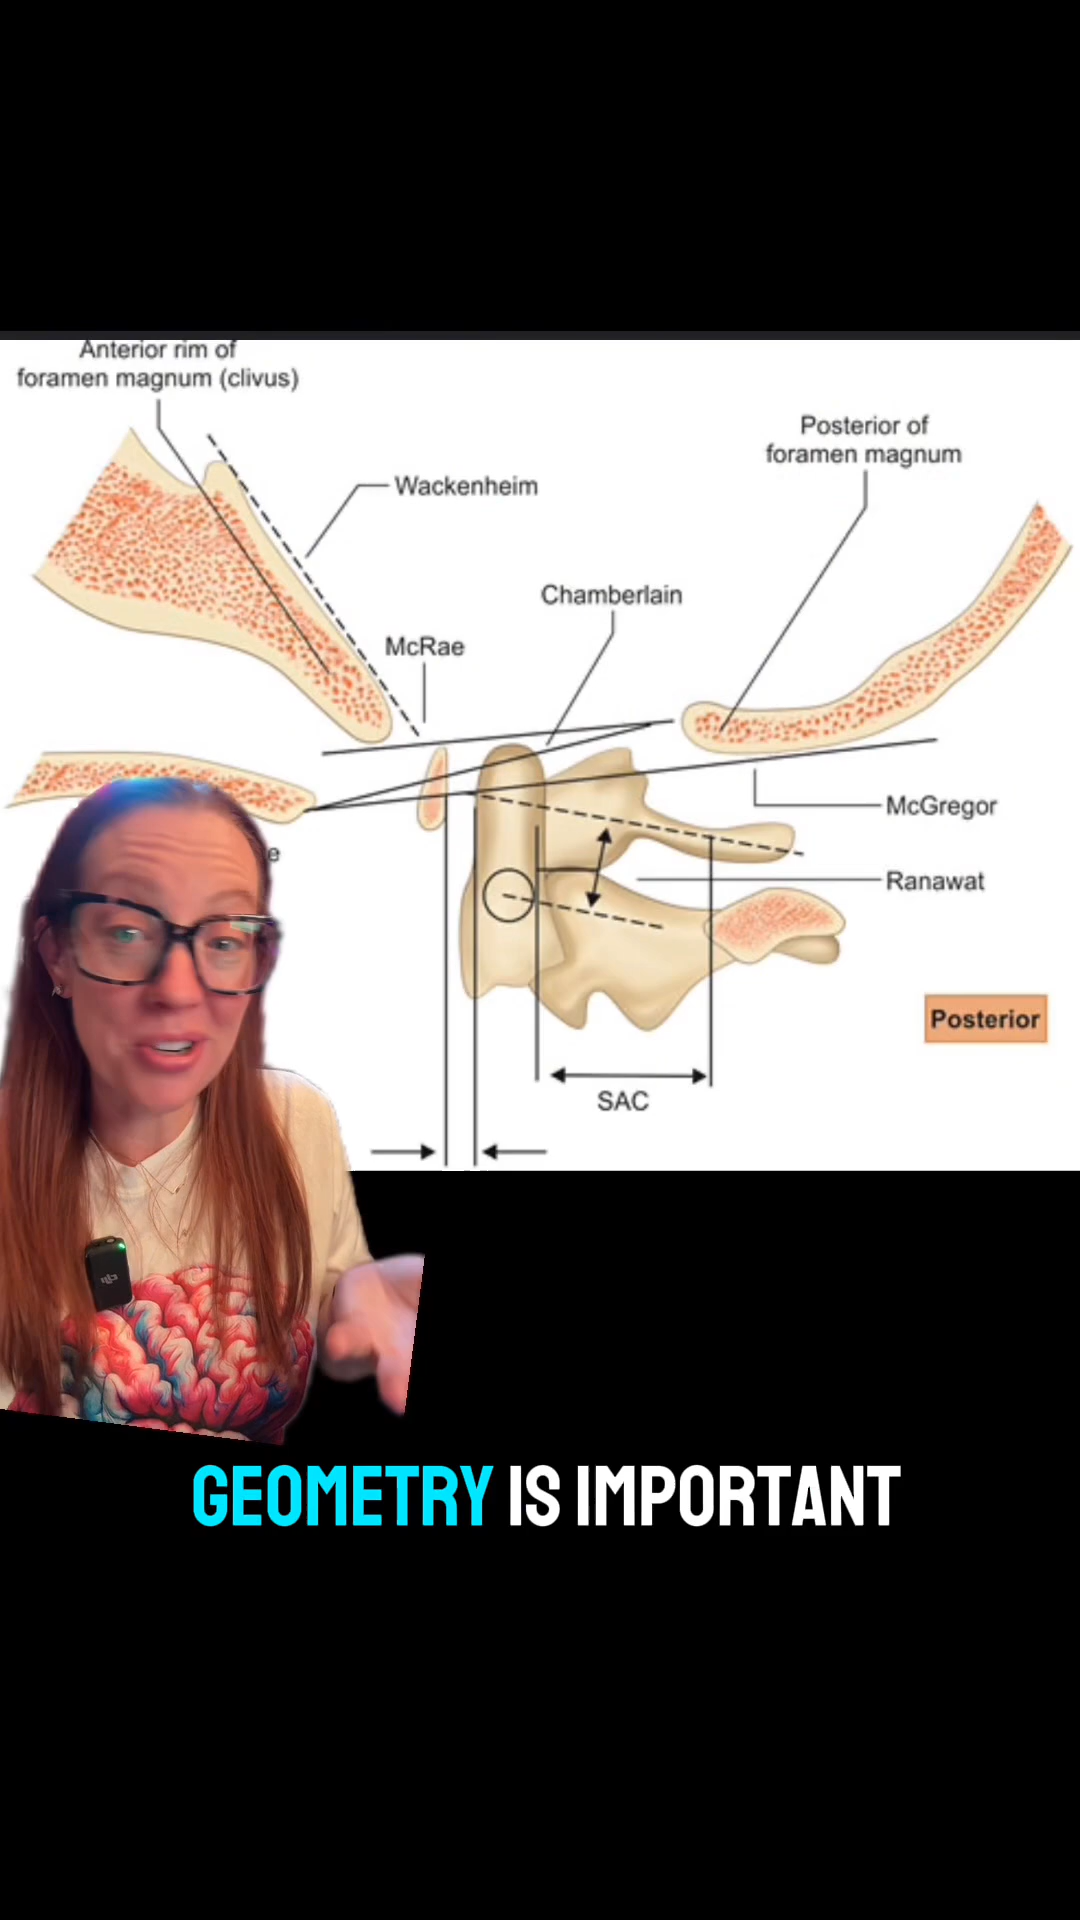 Anterior rim of
foramen magnum (clivus)
Posterior of
foramen magnum
Wackenheim
Chamberlain
McRae
McGregor
e
Ranawat
Posterior
SAC
GEOMETRY IS IMPORTANT